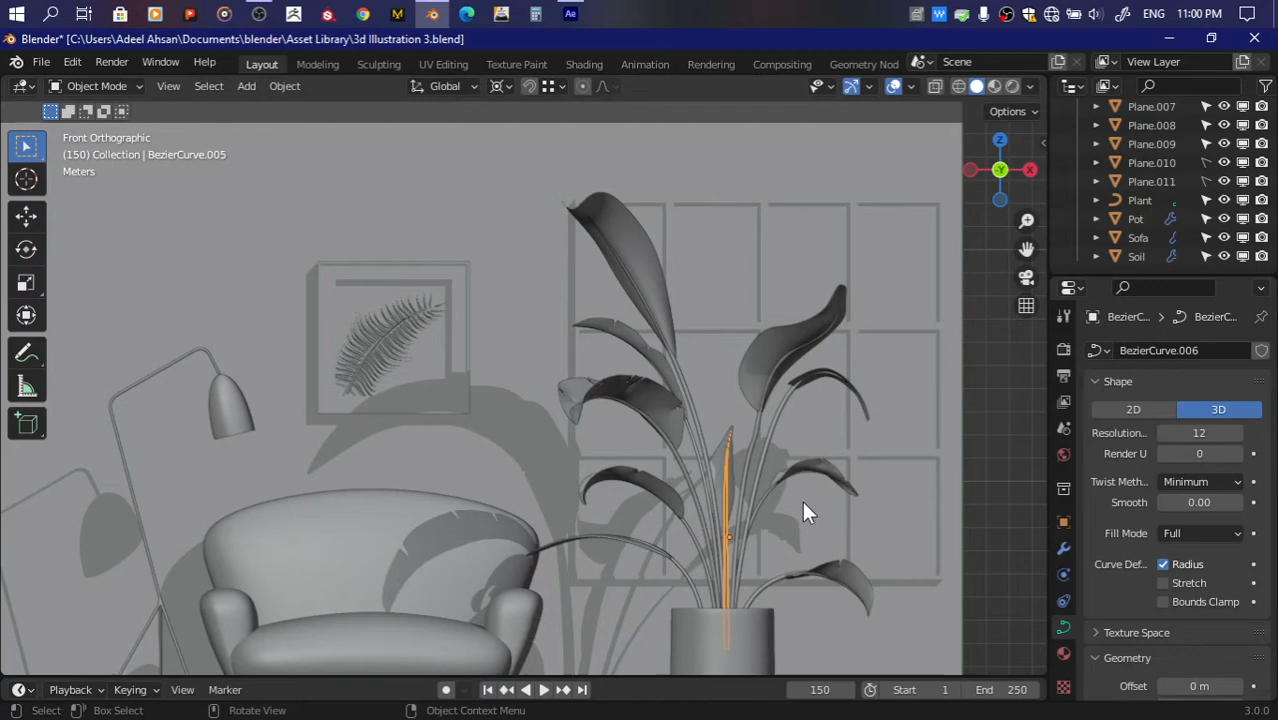 ENG 11:00 PM
Blender* [C:\Users\Adeel Ahsan\Documents\blender\Asset Library\3d Illustration 3.blend]
File Edit Render Window Help Layout Modeling Sculpting UV Editing Texture Paint Shading Animation Rendering Compositing Geometry Nod Scene View Layer
Object Mode View Select Add Object Global
Options
Front Orthographic
(150) Collection | BezierCurve.005
Meters
Z
X
-Y
Plane.007
Plane.008
Plane.009
Plane.010
Plane.011
Plant
Pot
Sofa
Soil
BezierC... BezierC...
BezierCurve.006
Shape
2D 3D
Resolution... 12
Render U 0
Twist Meth... Minimum
Smooth 0.00
Fill Mode Full
Curve Def... Radius
Stretch
Bounds Clamp
Texture Space
Geometry
Offset 0 m
Playback Keying View Marker 150 Start 1 End 250
Select Box Select Rotate View Object Context Menu 3.0.0